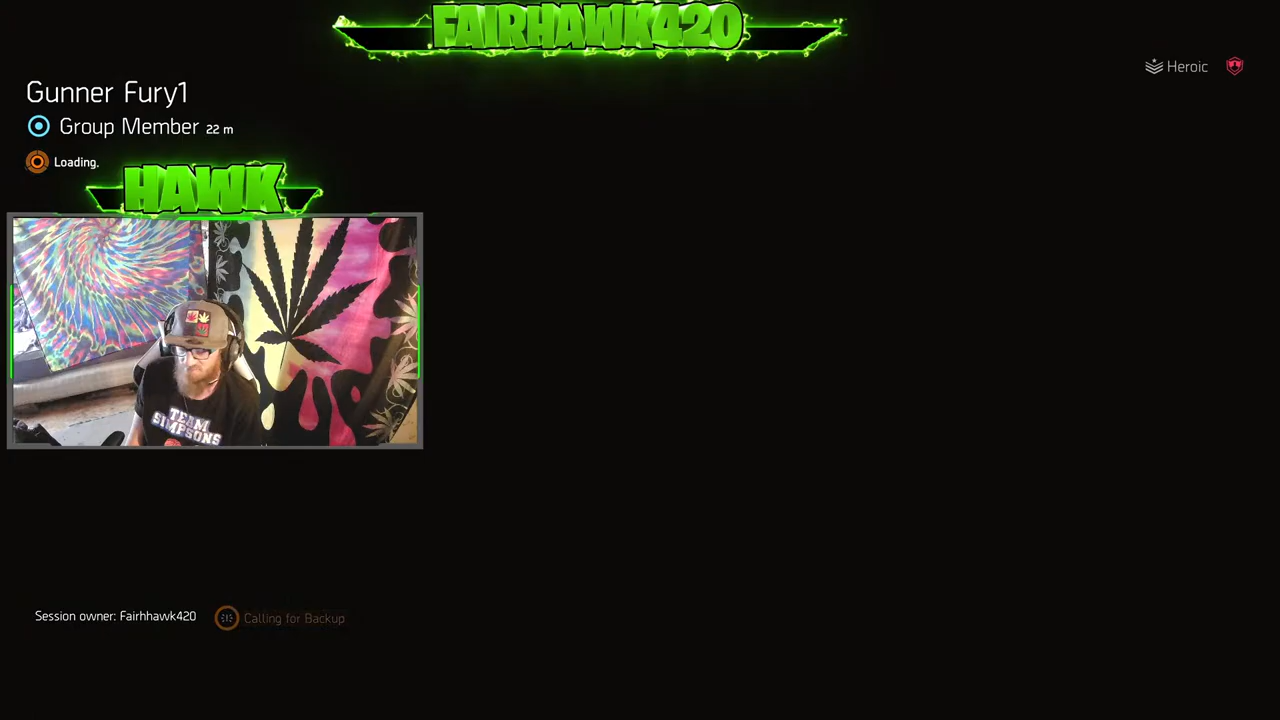 FAIRHAWK420
Heroic
Gunner Fury1
Group Member 22 m
Loading.
HAWK
TEAM
SIMPSONS
Session owner: Fairhhawk420
Calling for Backup